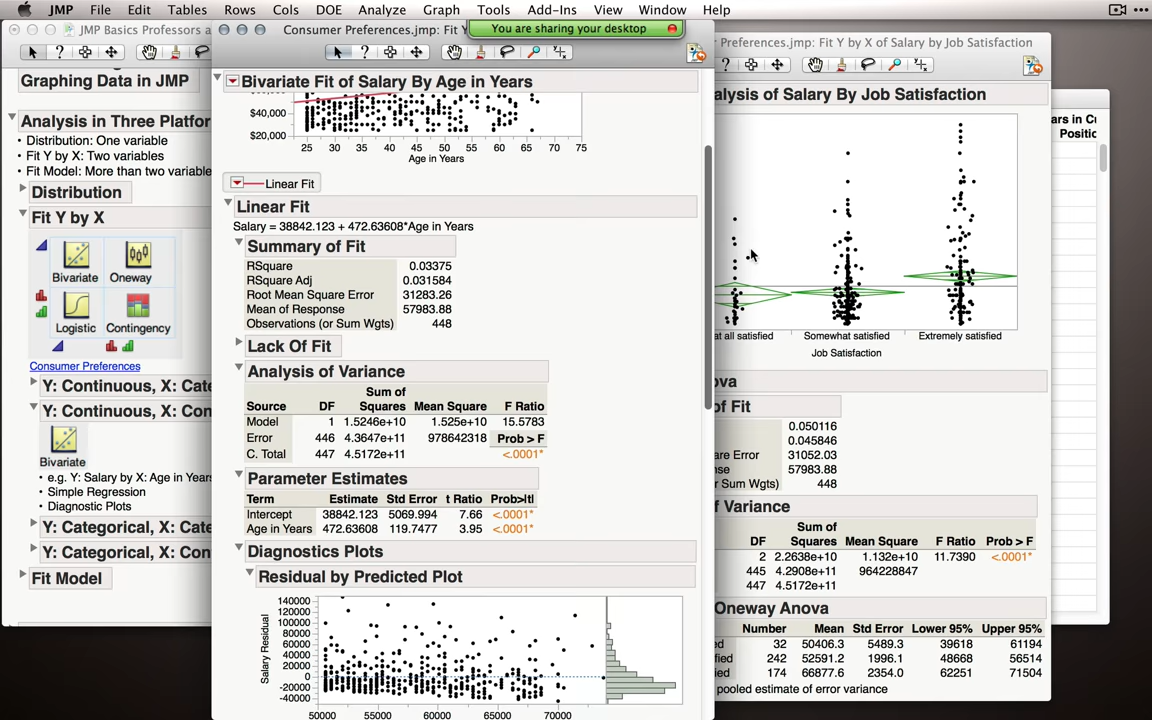 JMP File Edit Tables Rows Cols DOE Analyze Graph Tools Add-Ins View Window Help
You are sharing your desktop
JMP Basics Professors a
Graphing Data in JMP
Analysis in Three Platfor
• Distribution: One variable
• Fit Y by X: Two variables
• Fit Model: More than two variable
Distribution
Fit Y by X
Bivariate Oneway
Logistic Contingency
Consumer Preferences
Y: Continuous, X: Cate
Y: Continuous, X: Con
Bivariate
• e.g. Y: Salary by X: Age in Years
• Simple Regression
• Diagnostic Plots
Y: Categorical, X: Cat
Y: Categorical, X: Con
Fit Model
Consumer Preferences.jmp: Fit Y
Bivariate Fit of Salary By Age in Years
$40,000
$20,000
25 30 35 40 45 50 55 60 65 70 75
Age in Years
Linear Fit
Linear Fit
Salary = 38842.123 + 472.63608*Age in Years
Summary of Fit
RSquare 0.03375
RSquare Adj 0.031584
Root Mean Square Error 31283.26
Mean of Response 57983.88
Observations (or Sum Wgts) 448
Lack Of Fit
Analysis of Variance
Sum of
Source DF Squares Mean Square F Ratio
Model 1 1.5246e+10 1.525e+10 15.5783
Error 446 4.3647e+11 978642318 Prob > F
C. Total 447 4.5172e+11 <.0001*
Parameter Estimates
Term Estimate Std Error t Ratio Prob>|t|
Intercept 38842.123 5069.994 7.66 <.0001*
Age in Years 472.63608 119.7477 3.95 <.0001*
Diagnostics Plots
Residual by Predicted Plot
140000
120000
100000
80000
60000
40000
20000
0
-20000
-40000
Salary Residual
50000 55000 60000 65000 70000
Preferences.jmp: Fit Y by X of Salary by Job Satisfaction
alysis of Salary By Job Satisfaction
at all satisfied Somewhat satisfied Extremely satisfied
Job Satisfaction
ova
of Fit
0.050116
0.045846
are Error 31052.03
nse 57983.88
r Sum Wgts) 448
f Variance
Sum of
DF Squares Mean Square F Ratio Prob > F
2 2.2638e+10 1.132e+10 11.7390 <.0001*
445 4.2908e+11 964228847
447 4.5172e+11
Oneway Anova
Number Mean Std Error Lower 95% Upper 95%
ed 32 50406.3 5489.3 39618 61194
fied 242 52591.2 1996.1 48668 56514
ed 174 66877.6 2354.0 62251 71504
pooled estimate of error variance
ars in Cu
Positic